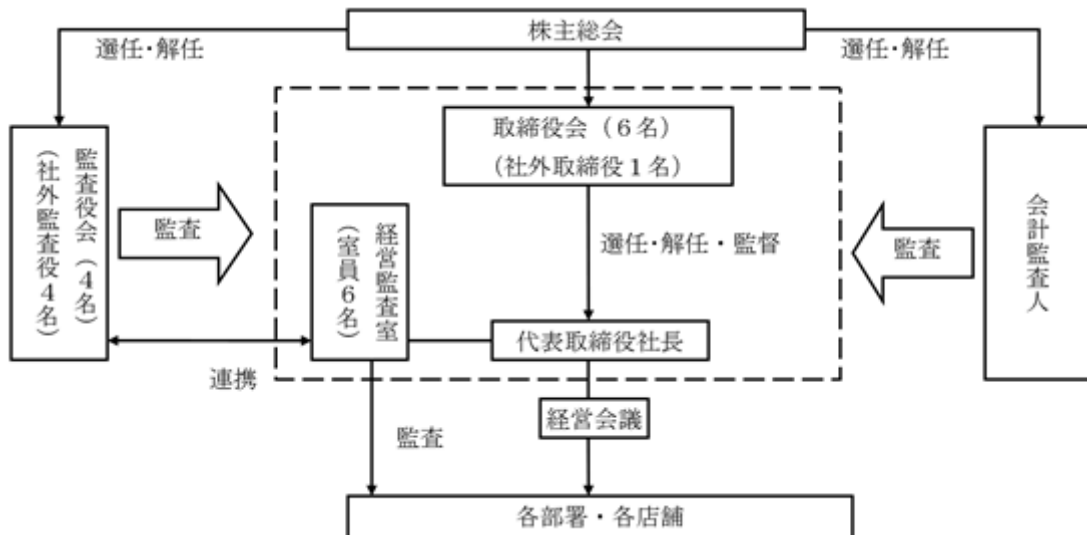 株主総会
選任・解任
選任・解任
取締役会（６名）
（社外取締役１名）
監査役会（４名）
（社外監査役４名）
監査
経営監査室
（室員６名）
選任・解任・監督
監査
会計監査人
代表取締役社長
連携
経営会議
監査
各部署・各店舗